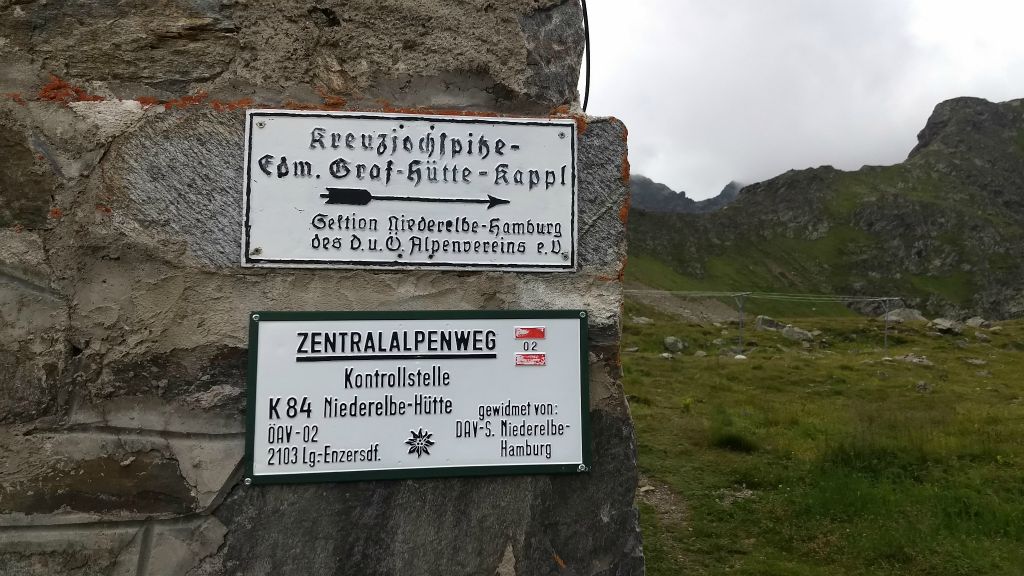 Kreuzjochspitze-
Edm. Graf-Hütte-Kappl
Sektion Niederelbe-Hamburg
des D.u.Ö. Alpenvereins e.V.
ZENTRALALPENWEG
02
Kontrollstelle
K 84 Niederelbe-Hütte
ÖAV-02
2103 Lg-Enzersdf.
gewidmet von:
DAV-S. Niederelbe-
Hamburg